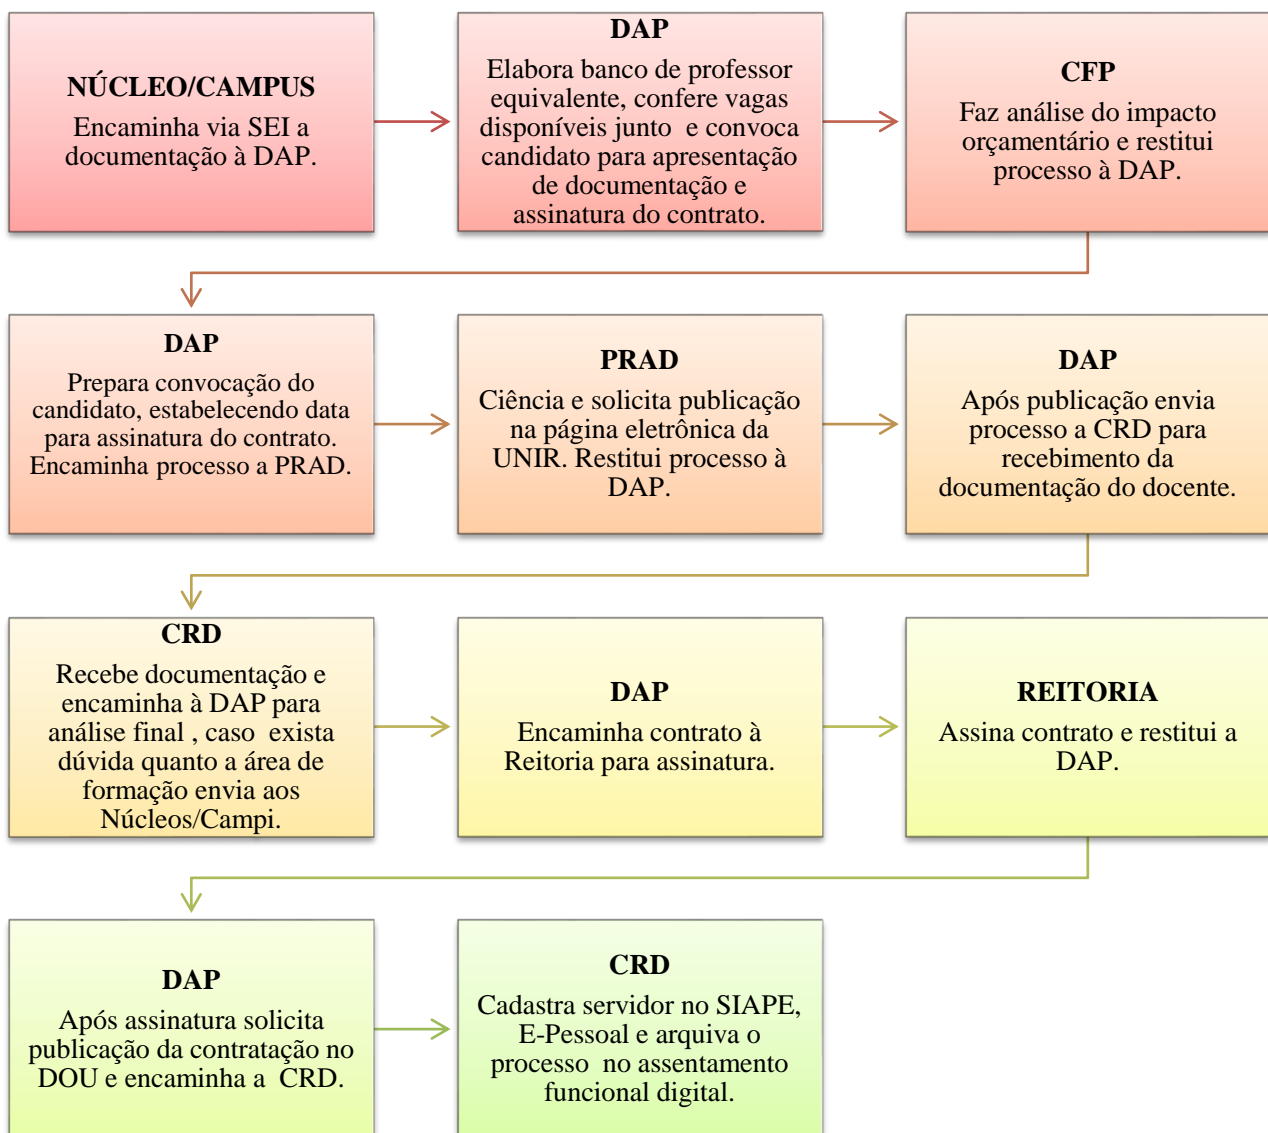 NÚCLEO/CAMPUS
Encaminha via SEI a
documentação à DAP.
DAP
Elabora banco de professor
equivalente, confere vagas
disponíveis junto e convoca
candidato para apresentação
de documentação e
assinatura do contrato.
CFP
Faz análise do impacto
orçamentário e restitui
processo à DAP.
DAP
Prepara convocação do
candidato, estabelecendo data
para assinatura do contrato.
Encaminha processo a PRAD.
PRAD
Ciência e solicita publicação
na página eletrônica da
UNIR. Restitui processo à
DAP.
DAP
Após publicação envia
processo a CRD para
recebimento da
documentação do docente.
CRD
Recebe documentação e
encaminha à DAP para
análise final , caso exista
dúvida quanto a área de
formação envia aos
Núcleos/Campi.
DAP
Encaminha contrato à
Reitoria para assinatura.
REITORIA
Assina contrato e restitui a
DAP.
DAP
Após assinatura solicita
publicação da contratação no
DOU e encaminha a CRD.
CRD
Cadastra servidor no SIAPE,
E-Pessoal e arquiva o
processo no assentamento
funcional digital.